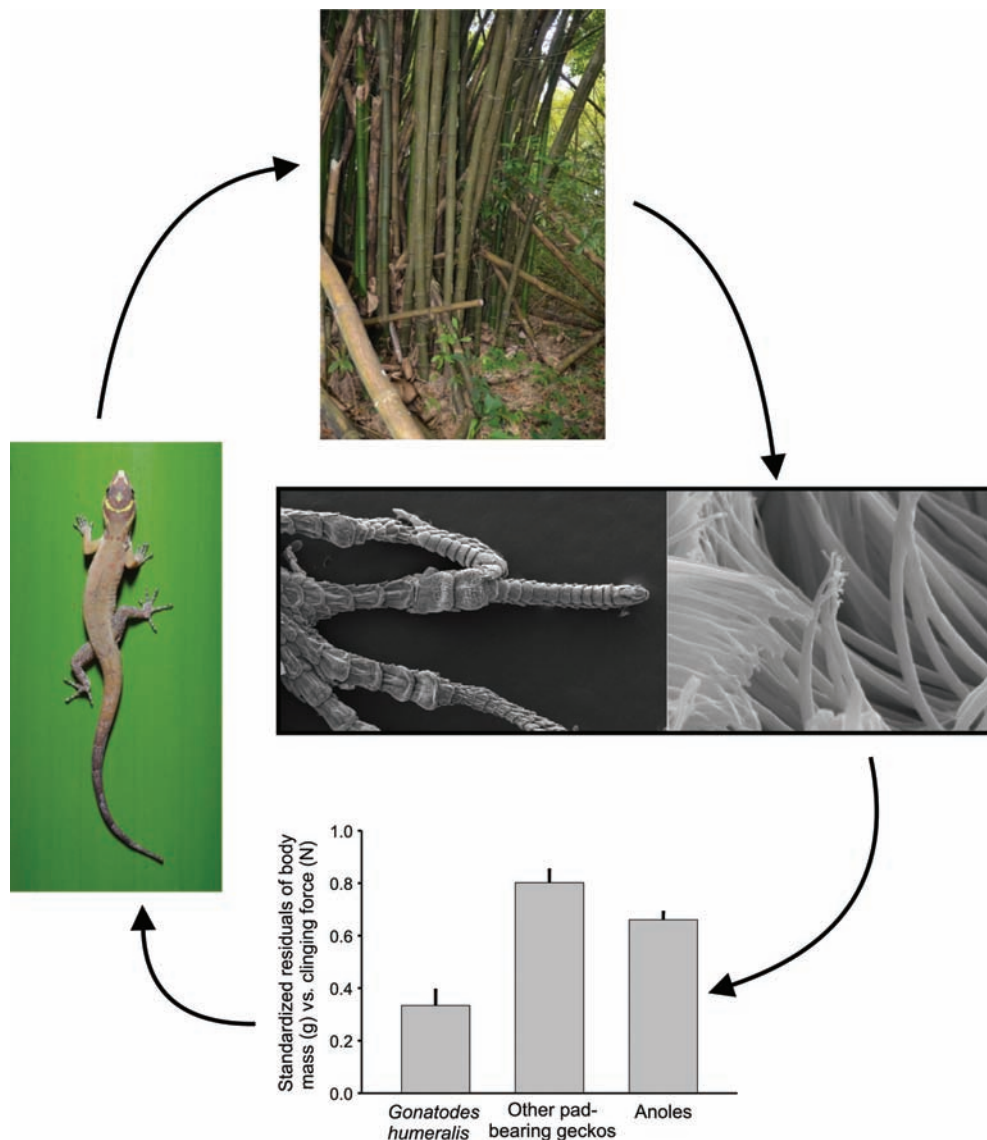 Standardized residuals of body
mass (g) vs. clinging force (N)
1.0
0.8
0.6
0.4
0.2
0.0
Gonatodes
humeralis
Other pad-
bearing geckos
Anoles